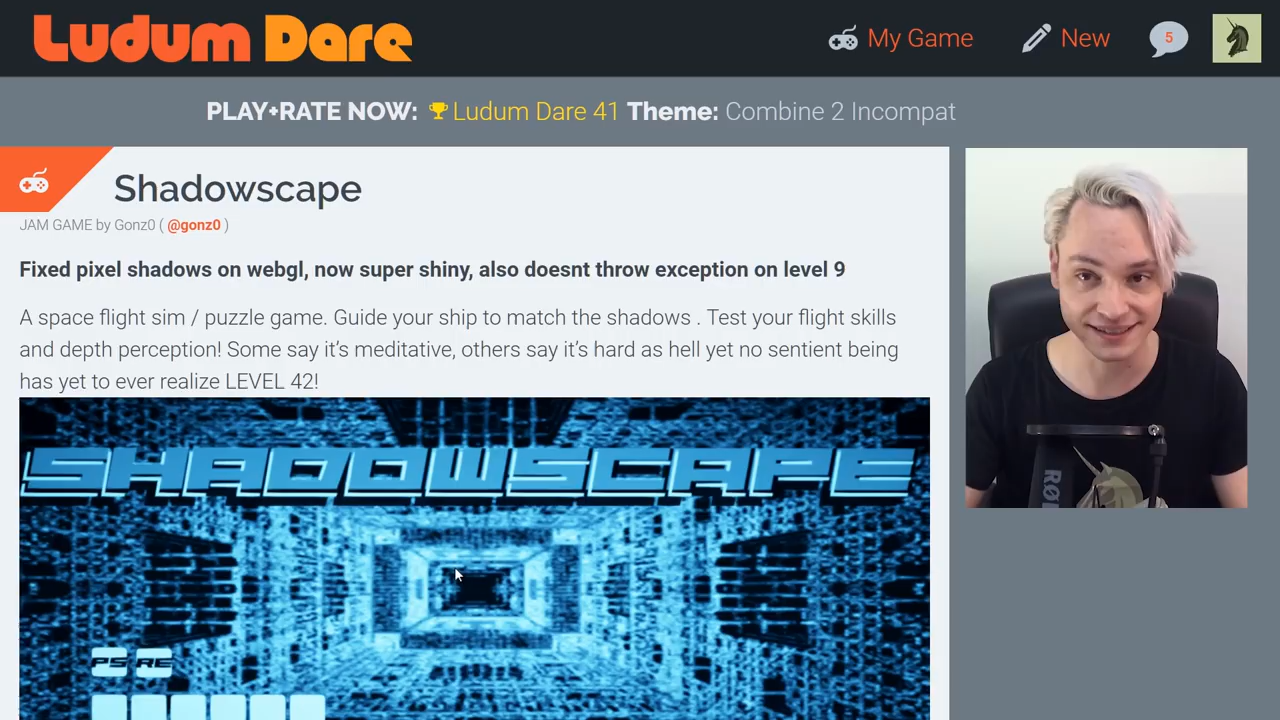 Ludum Dare
My Game
New
5
PLAY+RATE NOW: Ludum Dare 41 Theme: Combine 2 Incompat
Shadowscape
JAM GAME by Gonz0 ( @gonz0 )
Fixed pixel shadows on webgl, now super shiny, also doesnt throw exception on level 9
A space flight sim / puzzle game. Guide your ship to match the shadows . Test your flight skills
and depth perception! Some say it’s meditative, others say it’s hard as hell yet no sentient being
has yet to ever realize LEVEL 42!
SHADOWSCAPE
PS RE